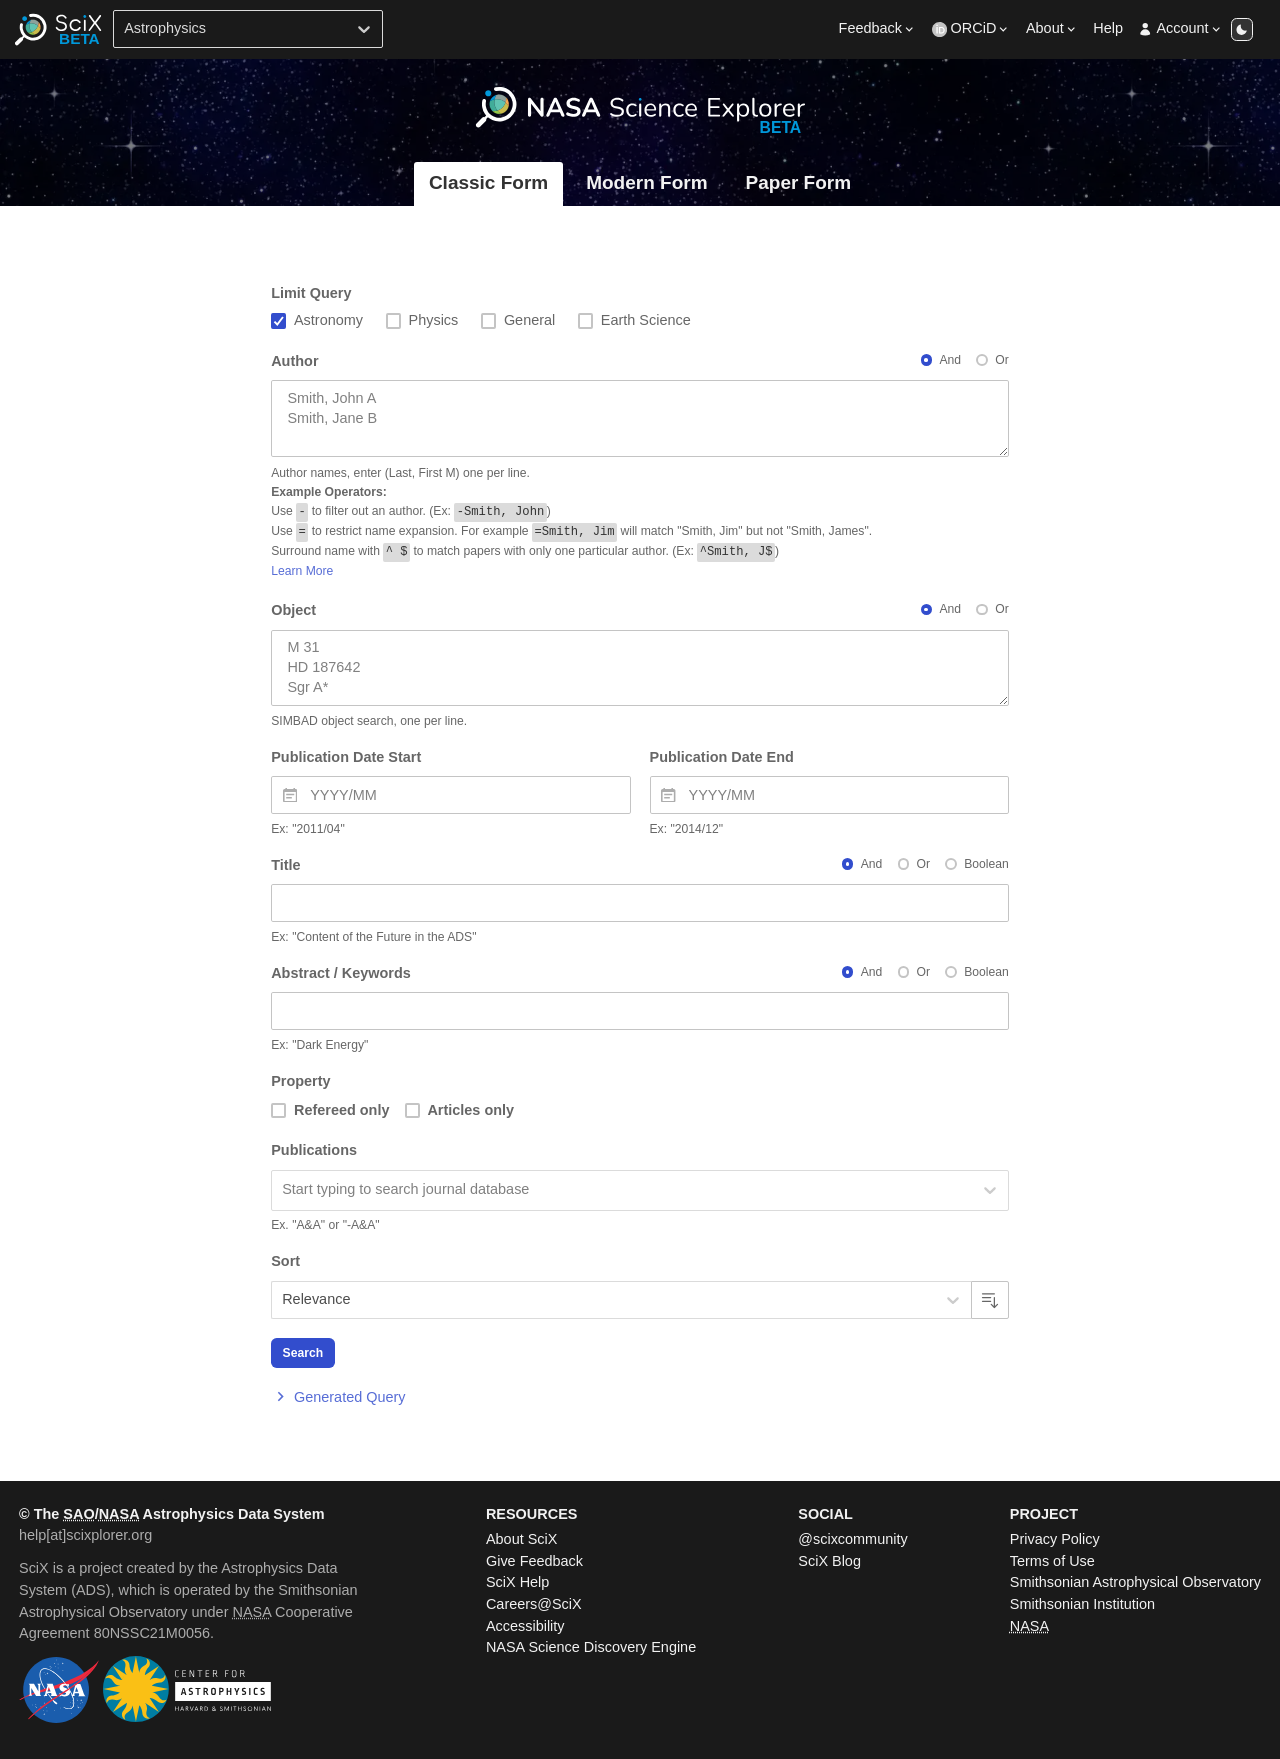 SciX
BETA
Astrophysics
Feedback
iD ORCiD
About
Help
Account
NASA Science Explorer
BETA
Classic Form
Modern Form
Paper Form
Limit Query
Astronomy
Physics
General
Earth Science
Author
And
Or
Smith, John A
Smith, Jane B
Author names, enter (Last, First M) one per line.
Example Operators:
Use - to filter out an author. (Ex: -Smith, John)
Use = to restrict name expansion. For example =Smith, Jim will match "Smith, Jim" but not "Smith, James".
Surround name with ^ $ to match papers with only one particular author. (Ex: ^Smith, J$)
Learn More
Object
And
Or
M 31
HD 187642
Sgr A*
SIMBAD object search, one per line.
Publication Date Start
Publication Date End
YYYY/MM
YYYY/MM
Ex: "2011/04"
Ex: "2014/12"
Title
And
Or
Boolean
Ex: "Content of the Future in the ADS"
Abstract / Keywords
And
Or
Boolean
Ex: "Dark Energy"
Property
Refereed only
Articles only
Publications
Start typing to search journal database
Ex. "A&A" or "-A&A"
Sort
Relevance
Search
Generated Query
© The SAO/NASA Astrophysics Data System
help[at]scixplorer.org
SciX is a project created by the Astrophysics Data
System (ADS), which is operated by the Smithsonian
Astrophysical Observatory under NASA Cooperative
Agreement 80NSSC21M0056.
NASA
CENTER FOR
ASTROPHYSICS
HARVARD & SMITHSONIAN
RESOURCES
About SciX
Give Feedback
SciX Help
Careers@SciX
Accessibility
NASA Science Discovery Engine
SOCIAL
@scixcommunity
SciX Blog
PROJECT
Privacy Policy
Terms of Use
Smithsonian Astrophysical Observatory
Smithsonian Institution
NASA